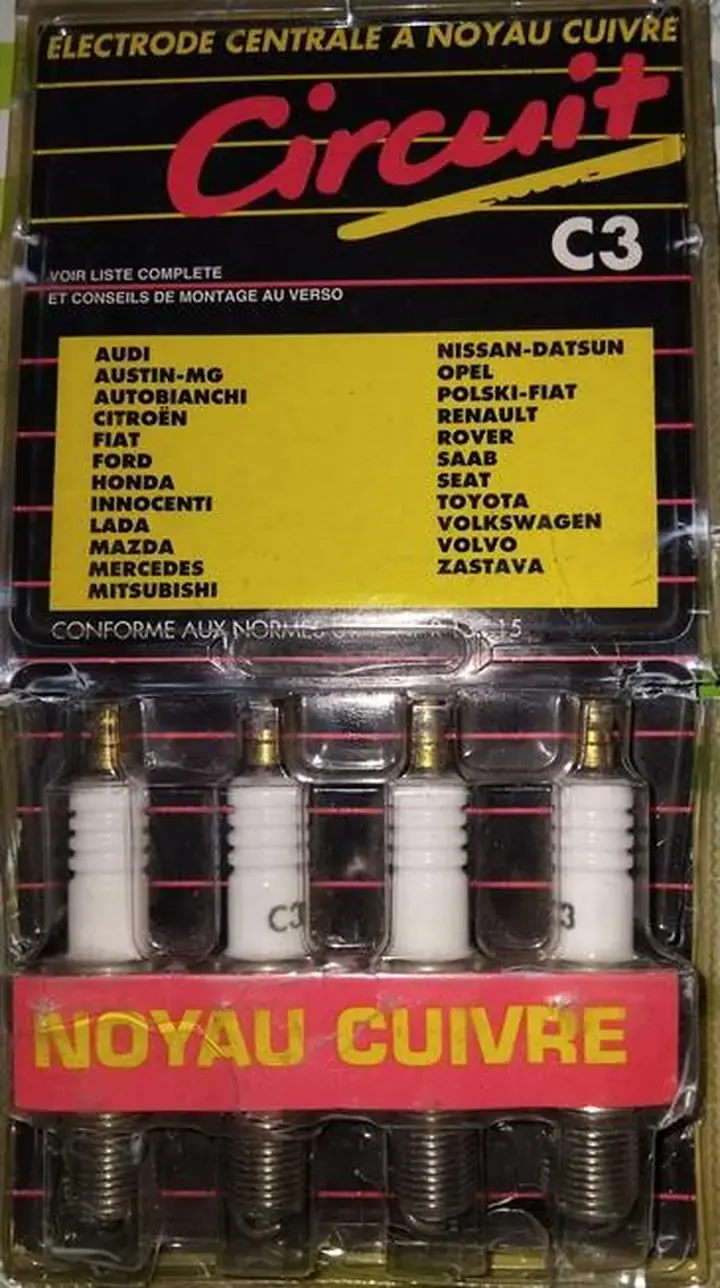 ELECTRODE CENTRALE A NOYAU CUIVRE
Circuit
C3
VOIR LISTE COMPLETE
ET CONSEILS DE MONTAGE AU VERSO
AUDI
AUSTIN-MG
AUTOBIANCHI
CITROËN
FIAT
FORD
HONDA
INNOCENTI
LADA
MAZDA
MERCEDES
MITSUBISHI
NISSAN-DATSUN
OPEL
POLSKI-FIAT
RENAULT
ROVER
SAAB
SEAT
TOYOTA
VOLKSWAGEN
VOLVO
ZASTAVA
CONFORME AUX NORMES
C3
3
NOYAU CUIVRE